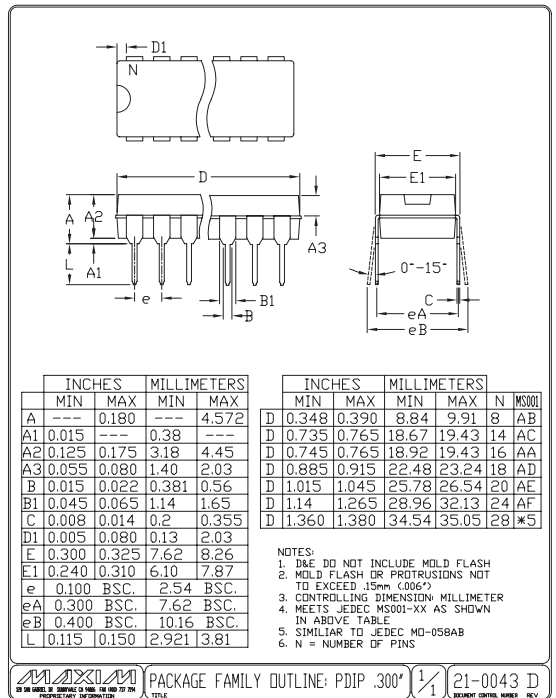 D1
N
D
A
A2
A1
L
A3
e
B1
B
E
E1
0°-15°
C
eA
eB
INCHES MILLIMETERS
MIN MAX MIN MAX
A --- 0.180 --- 4.572
A1 0.015 --- 0.38 ---
A2 0.125 0.175 3.18 4.45
A3 0.055 0.080 1.40 2.03
B 0.015 0.022 0.381 0.56
B1 0.045 0.065 1.14 1.65
C 0.008 0.014 0.2 0.355
D1 0.005 0.080 0.13 2.03
E 0.300 0.325 7.62 8.26
E1 0.240 0.310 6.10 7.87
e 0.100 BSC. 2.54 BSC.
eA 0.300 BSC. 7.62 BSC.
eB 0.400 BSC. 10.16 BSC.
L 0.115 0.150 2.921 3.81
INCHES MILLIMETERS
MIN MAX MIN MAX N MS001
D 0.348 0.390 8.84 9.91 8 AB
D 0.735 0.765 18.67 19.43 14 AC
D 0.745 0.765 18.92 19.43 16 AA
D 0.885 0.915 22.48 23.24 18 AD
D 1.015 1.045 25.78 26.54 20 AE
D 1.14 1.265 28.96 32.13 24 AF
D 1.360 1.380 34.54 35.05 28 *5
NOTES:
1. D&E DO NOT INCLUDE MOLD FLASH
2. MOLD FLASH OR PROTRUSIONS NOT
TO EXCEED .15mm (.006")
3. CONTROLLING DIMENSION: MILLIMETER
4. MEETS JEDEC MS001-XX AS SHOWN
IN ABOVE TABLE
5. SIMILIAR TO JEDEC MO-058AB
6. N = NUMBER OF PINS
MAXIM
PROPRIETARY INFORMATION
PACKAGE FAMILY OUTLINE: PDIP .300"
TITLE
1/1
21-0043 D
DOCUMENT CONTROL NUMBER REV